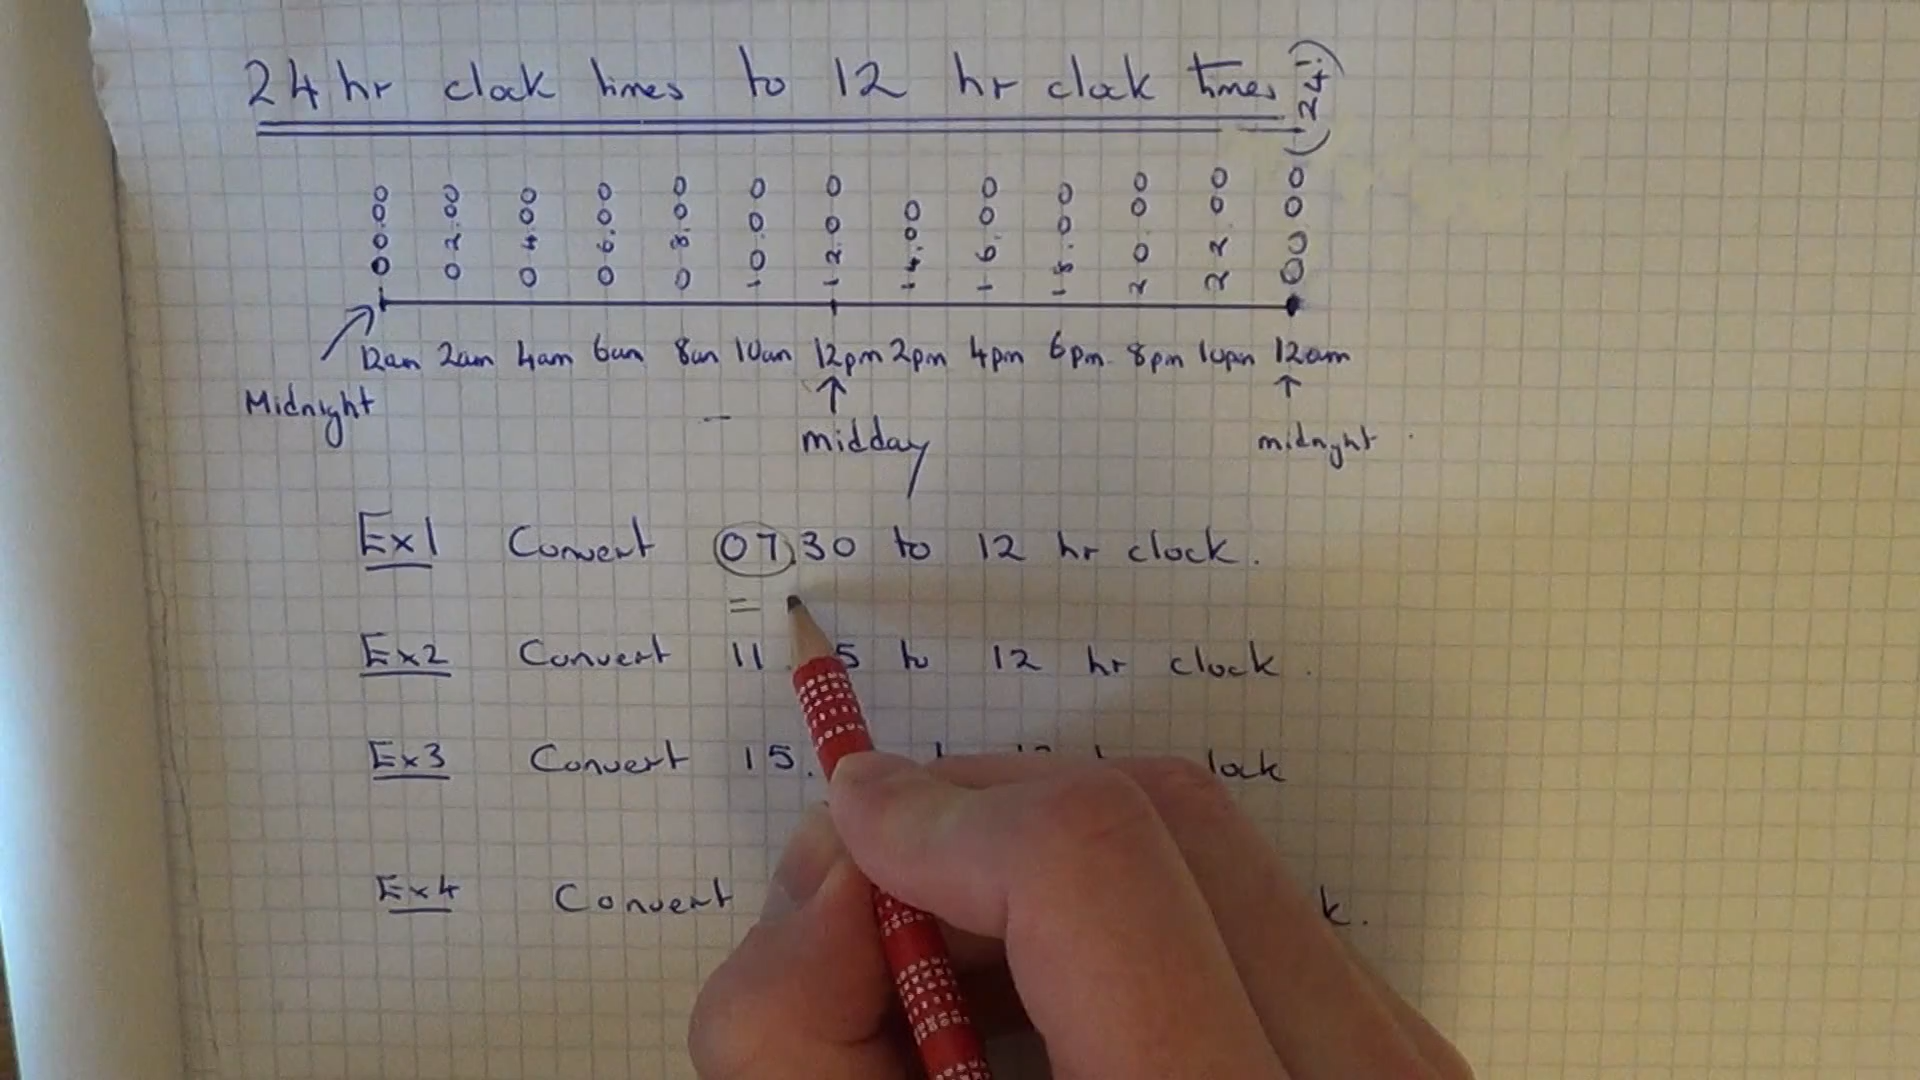 24 hr clock times to 12 hr clock times
(24!)
00.00 02.00 04.00 06.00 08.00 10.00 12.00 14.00 16.00 18.00 20.00 22.00 00.00
12am 2am 4am 6am 8am 10am 12pm 2pm 4pm 6pm 8pm 10pm 12am
Midnight midday midnight
Ex1 Convert 07.30 to 12 hr clock.
=
Ex2 Convert 11. 5 to 12 hr clock.
Ex3 Convert 15. lock
Ex4 Convert k.